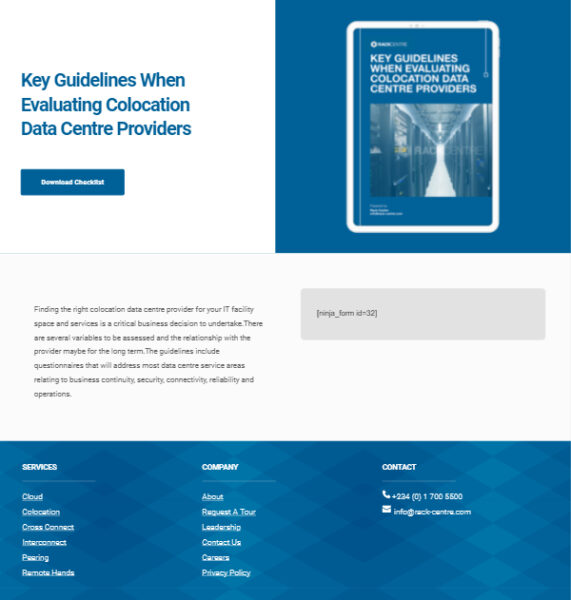 Key Guidelines When
Evaluating Colocation
Data Centre Providers
Download Checklist
RACKCENTRE
KEY GUIDELINES
WHEN EVALUATING
COLOCATION DATA
CENTRE PROVIDERS
RACKCENTRE
Finding the right colocation data centre provider for your IT facility
space and services is a critical business decision to undertake.There
are several variables to be assessed and the relationship with the
provider maybe for the long term.The guidelines include
questionnaires that will address most data centre service areas
relating to business continuity, security, connectivity, reliability and
operations.
[ninja_form id=32]
SERVICES
Cloud
Colocation
Cross Connect
Interconnect
Peering
Remote Hands
COMPANY
About
Request A Tour
Leadership
Contact Us
Careers
Privacy Policy
CONTACT
+234 (0) 1 700 5500
info@rack-centre.com